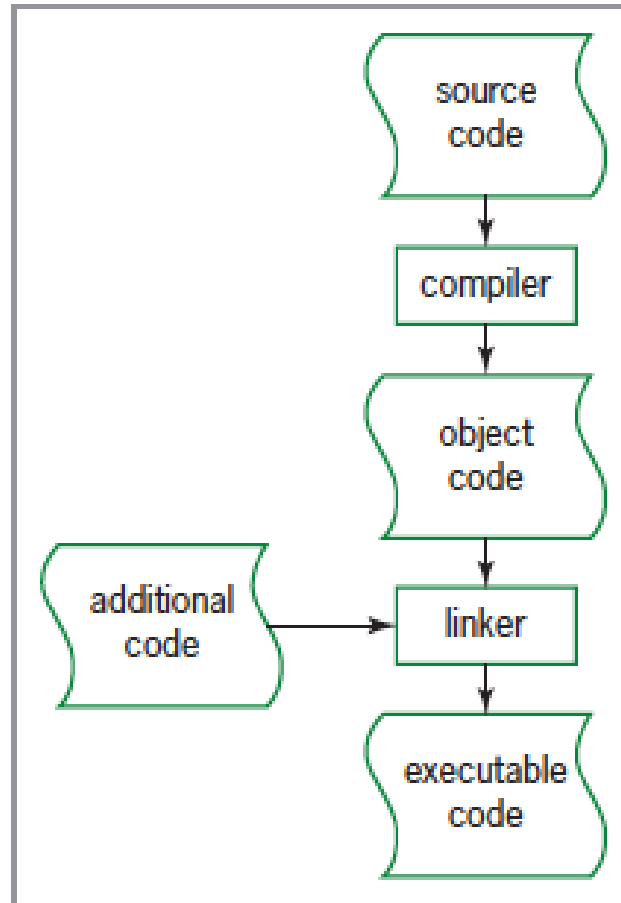 source
code
compiler
object
code
additional
code
linker
executable
code